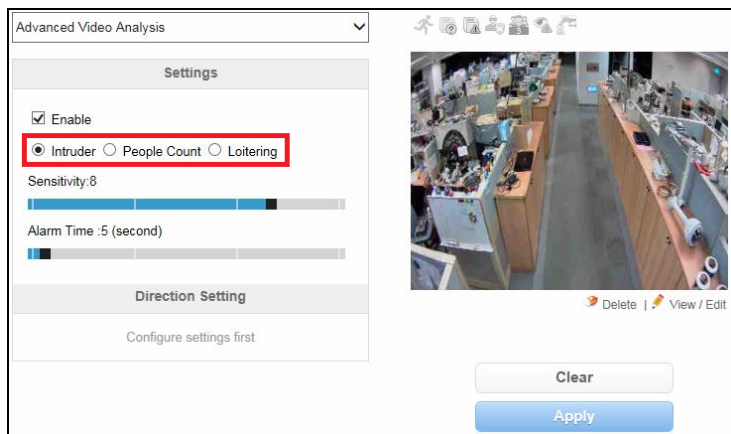 Advanced Video Analysis
Settings
Enable
Intruder People Count Loitering
Sensitivity:8
Alarm Time :5 (second)
Direction Setting
Configure settings first
Delete | View / Edit
Clear
Apply